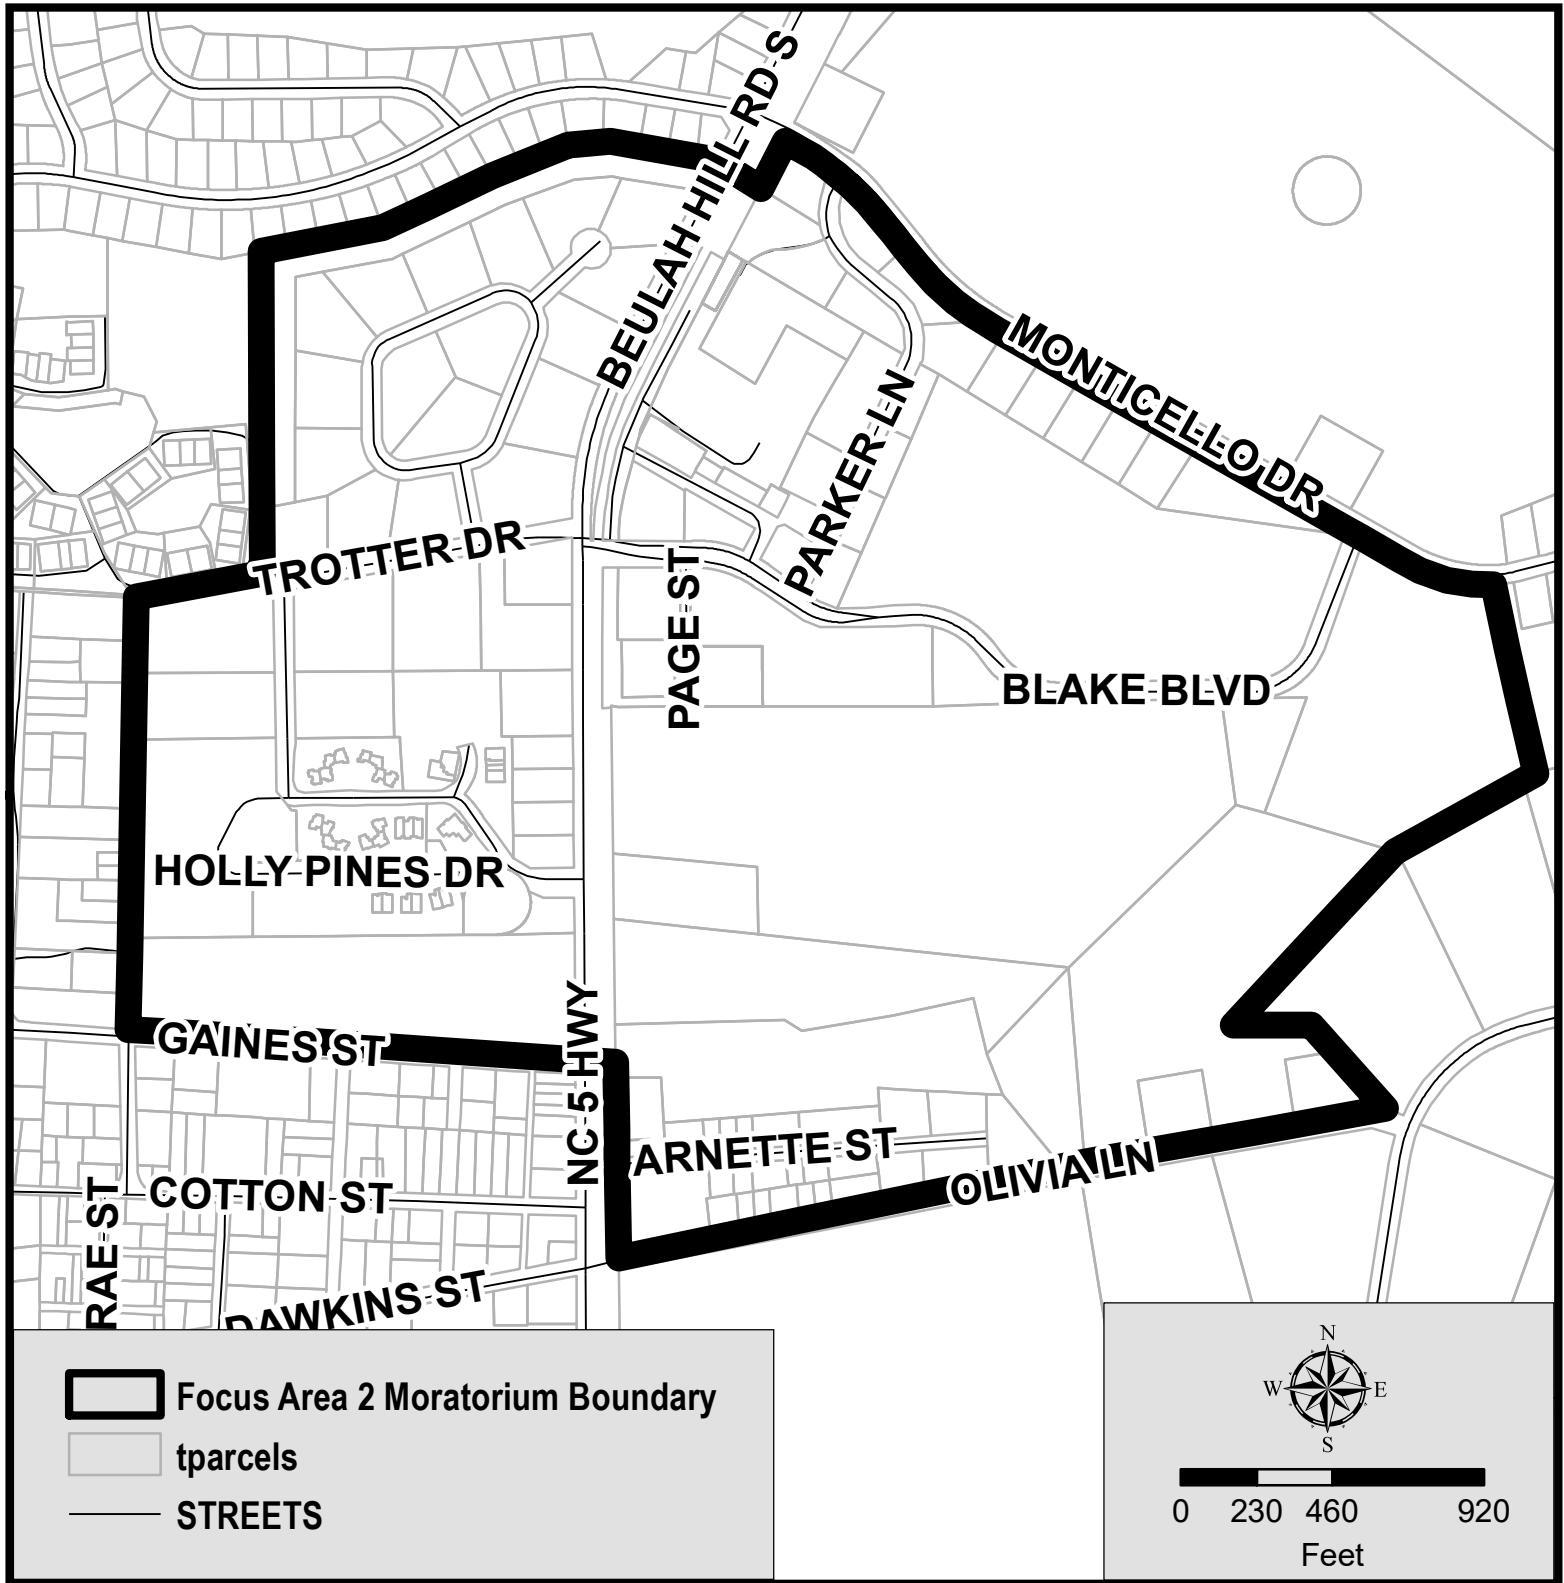 BEULAH HILL RD S
MONTICELLO DR
PARKER LN
TROTTER DR
PAGE ST
BLAKE BLVD
HOLLY PINES DR
NC 5 HWY
GAINES ST
ARNETTE ST
OLIVIA LN
COTTON ST
RAE ST
DAWKINS ST
Focus Area 2 Moratorium Boundary
tparcels
STREETS
N
W E
S
0 230 460 920
Feet